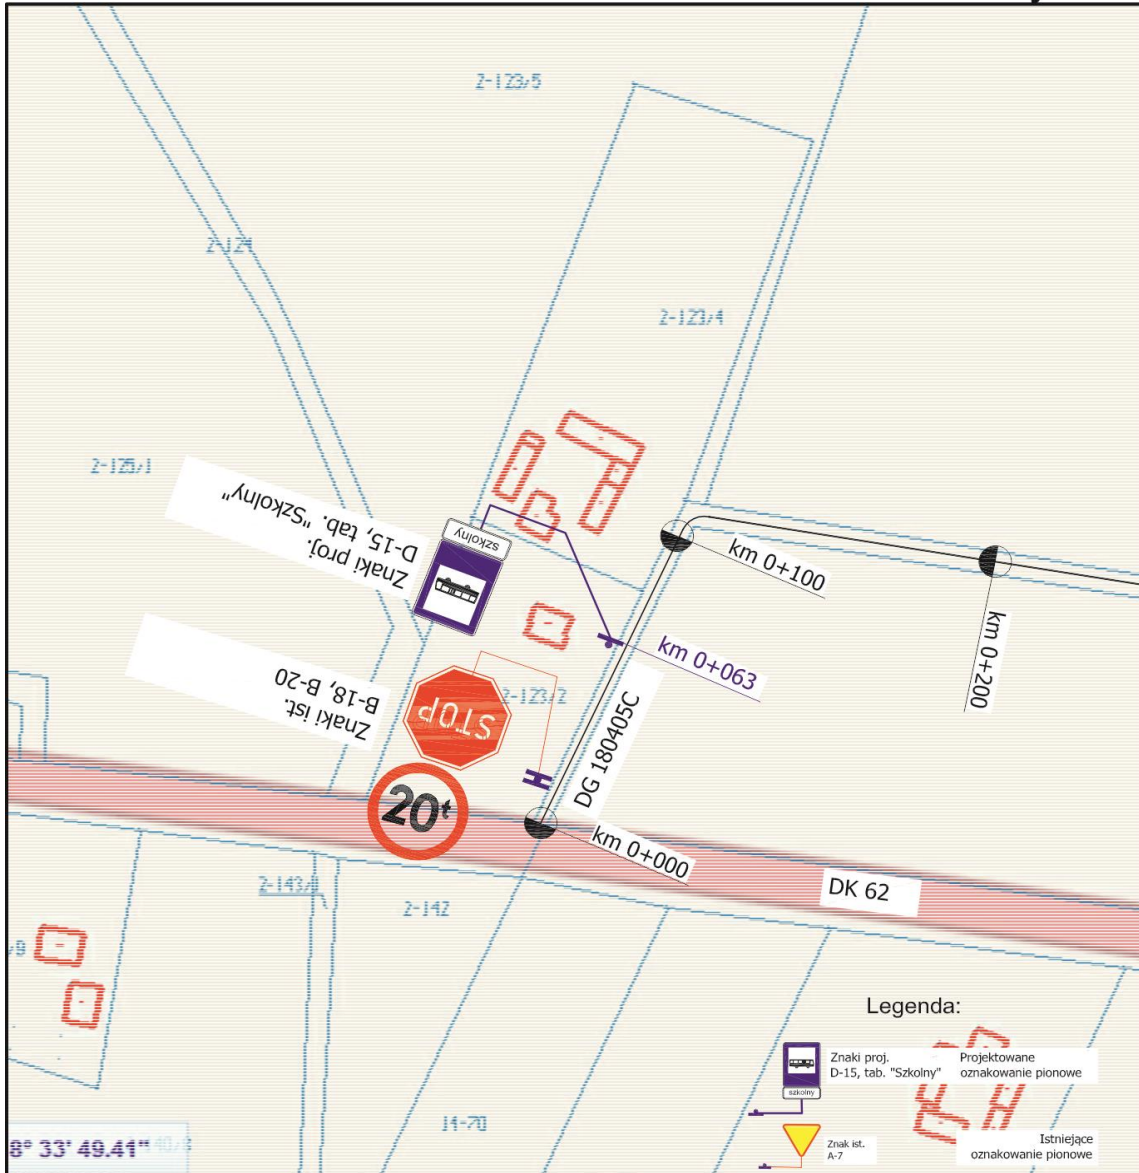 2-123/5
2-124
2-123/4
2-125/1
Znaki proj.
D-15, tab. "Szkolny"
szkolny
km 0+100
km 0+200
km 0+063
Znaki ist.
B-18, B-20
STOP
2-123/2
DG 180405C
20t
km 0+000
DK 62
2-142
Legenda:
Znaki proj.
D-15, tab. "Szkolny"
Projektowane
oznakowanie pionowe
szkolny
14-70
Znak ist.
A-7
Istniejące
oznakowanie pionowe
8° 33' 49.41"